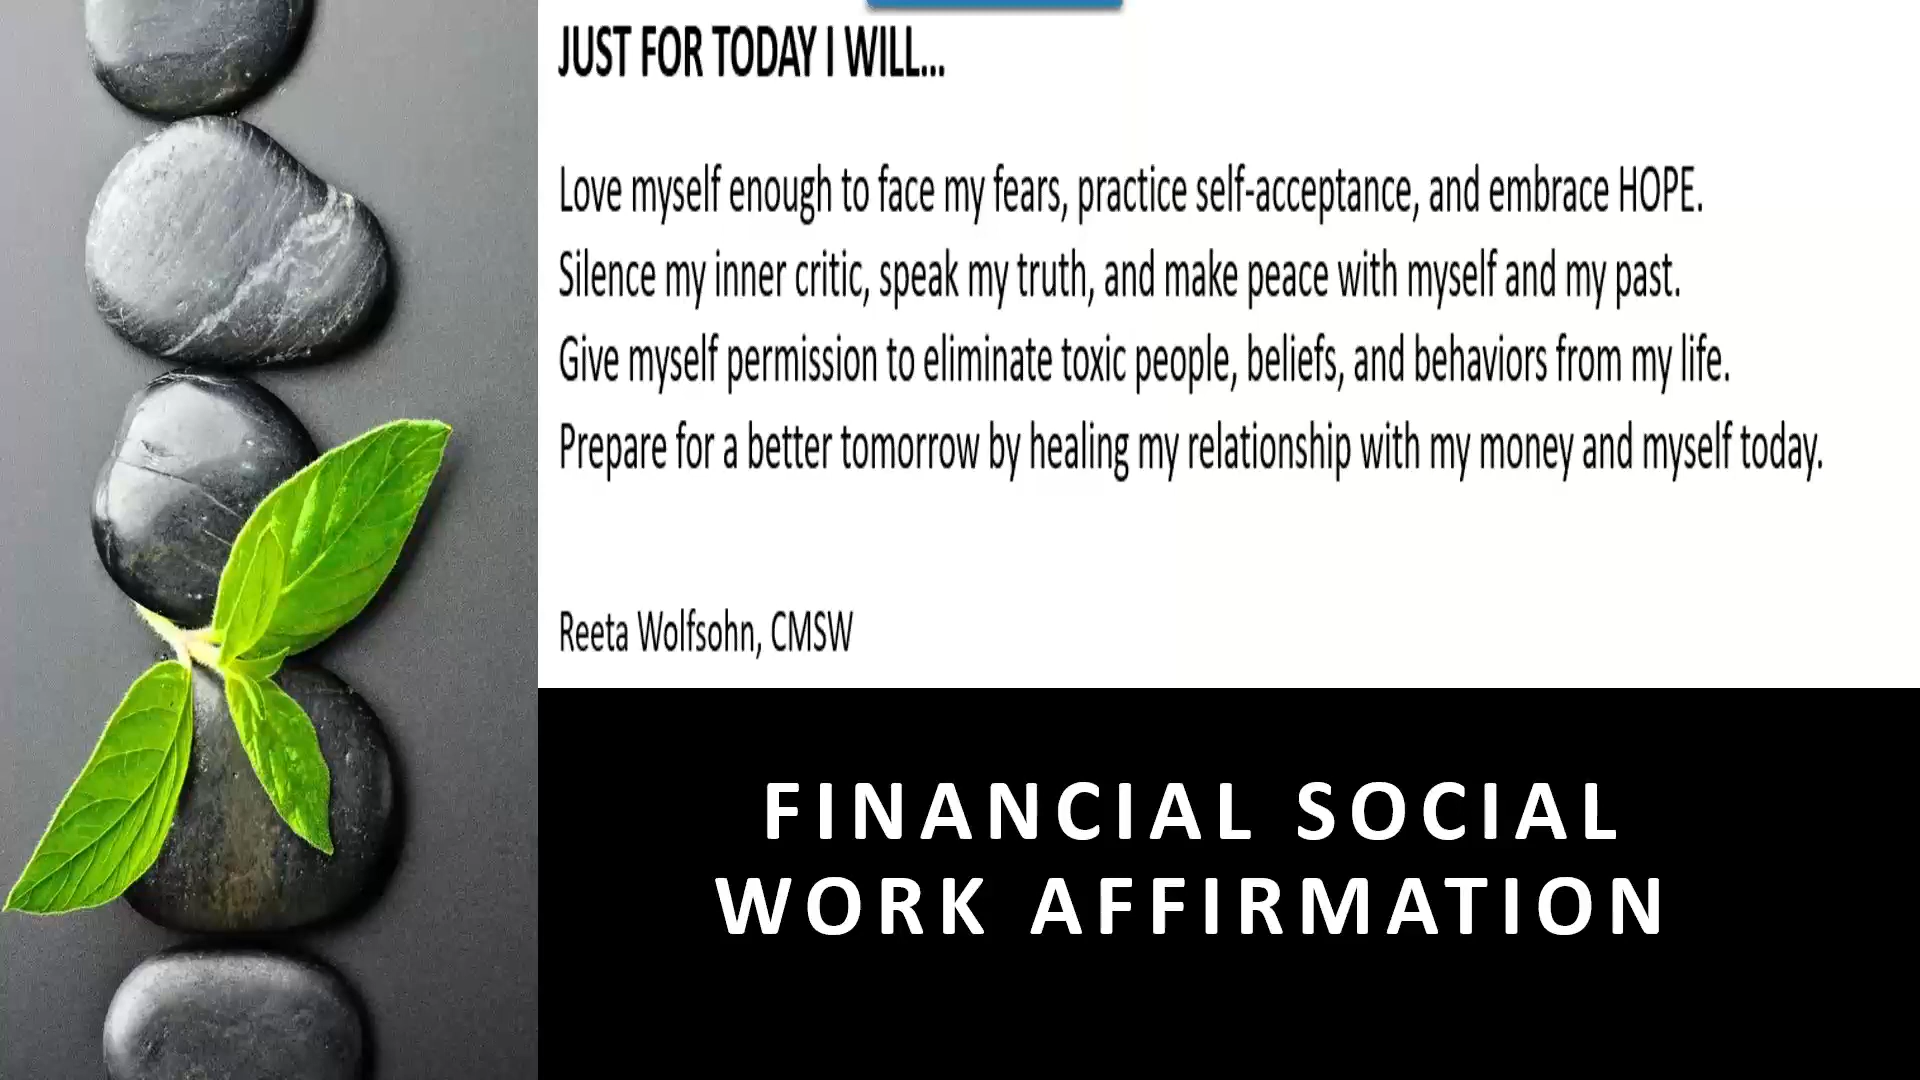 JUST FOR TODAY I WILL...
Love myself enough to face my fears, practice self-acceptance, and embrace HOPE.
Silence my inner critic, speak my truth, and make peace with myself and my past.
Give myself permission to eliminate toxic people, beliefs, and behaviors from my life.
Prepare for a better tomorrow by healing my relationship with my money and myself today.
Reeta Wolfsohn, CMSW
FINANCIAL SOCIAL
WORK AFFIRMATION